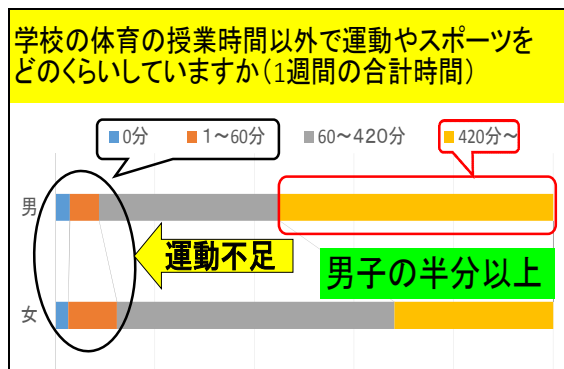 学校の体育の授業時間以外で運動やスポーツを
どのくらいしていますか(1週間の合計時間)
0分 1~60分 60~420分 420分~
男
運動不足
男子の半分以上
女